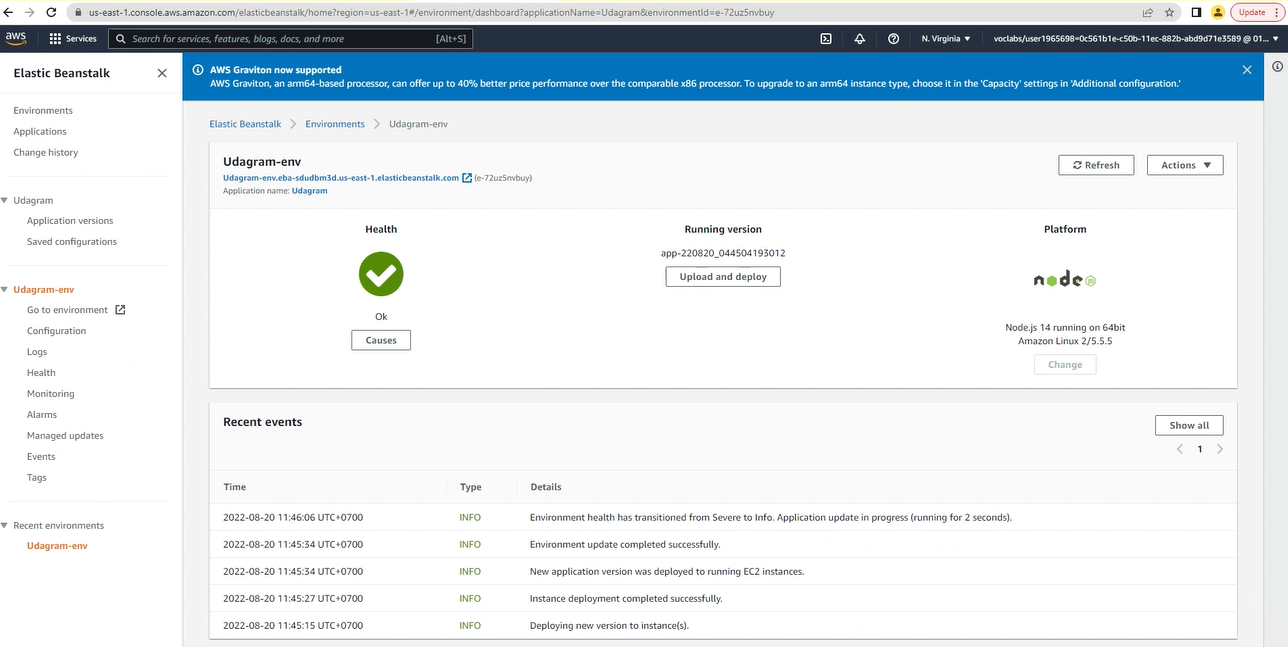 us-east-1.console.aws.amazon.com/elasticbeanstalk/home?region=us-east-1#/environment/dashboard?applicationName=Udagram&environmentId=e-72uz5nvbuy
Update
aws
Services
Search for services, features, blogs, docs, and more
[Alt+S]
N. Virginia
voclabs/user1965698=0c561b1e-c50b-11ec-882b-abd9d71e3589 @ 01...
Elastic Beanstalk
Environments
Applications
Change history
Udagram
Application versions
Saved configurations
Udagram-env
Go to environment
Configuration
Logs
Health
Monitoring
Alarms
Managed updates
Events
Tags
Recent environments
Udagram-env
AWS Graviton now supported
AWS Graviton, an arm64-based processor, can offer up to 40% better price performance over the comparable x86 processor. To upgrade to an arm64 instance type, choose it in the 'Capacity' settings in 'Additional configuration.'
Elastic Beanstalk
Environments
Udagram-env
Udagram-env
Udagram-env.eba-sdudbm3d.us-east-1.elasticbeanstalk.com (e-72uz5nvbuy)
Application name: Udagram
Refresh
Actions
Health
Ok
Causes
Running version
app-220820_044504193012
Upload and deploy
Platform
node
JS
Node.js 14 running on 64bit
Amazon Linux 2/5.5.5
Change
Recent events
Show all
1
Time Type Details
2022-08-20 11:46:06 UTC+0700 INFO Environment health has transitioned from Severe to Info. Application update in progress (running for 2 seconds).
2022-08-20 11:45:34 UTC+0700 INFO Environment update completed successfully.
2022-08-20 11:45:34 UTC+0700 INFO New application version was deployed to running EC2 instances.
2022-08-20 11:45:27 UTC+0700 INFO Instance deployment completed successfully.
2022-08-20 11:45:15 UTC+0700 INFO Deploying new version to instance(s).